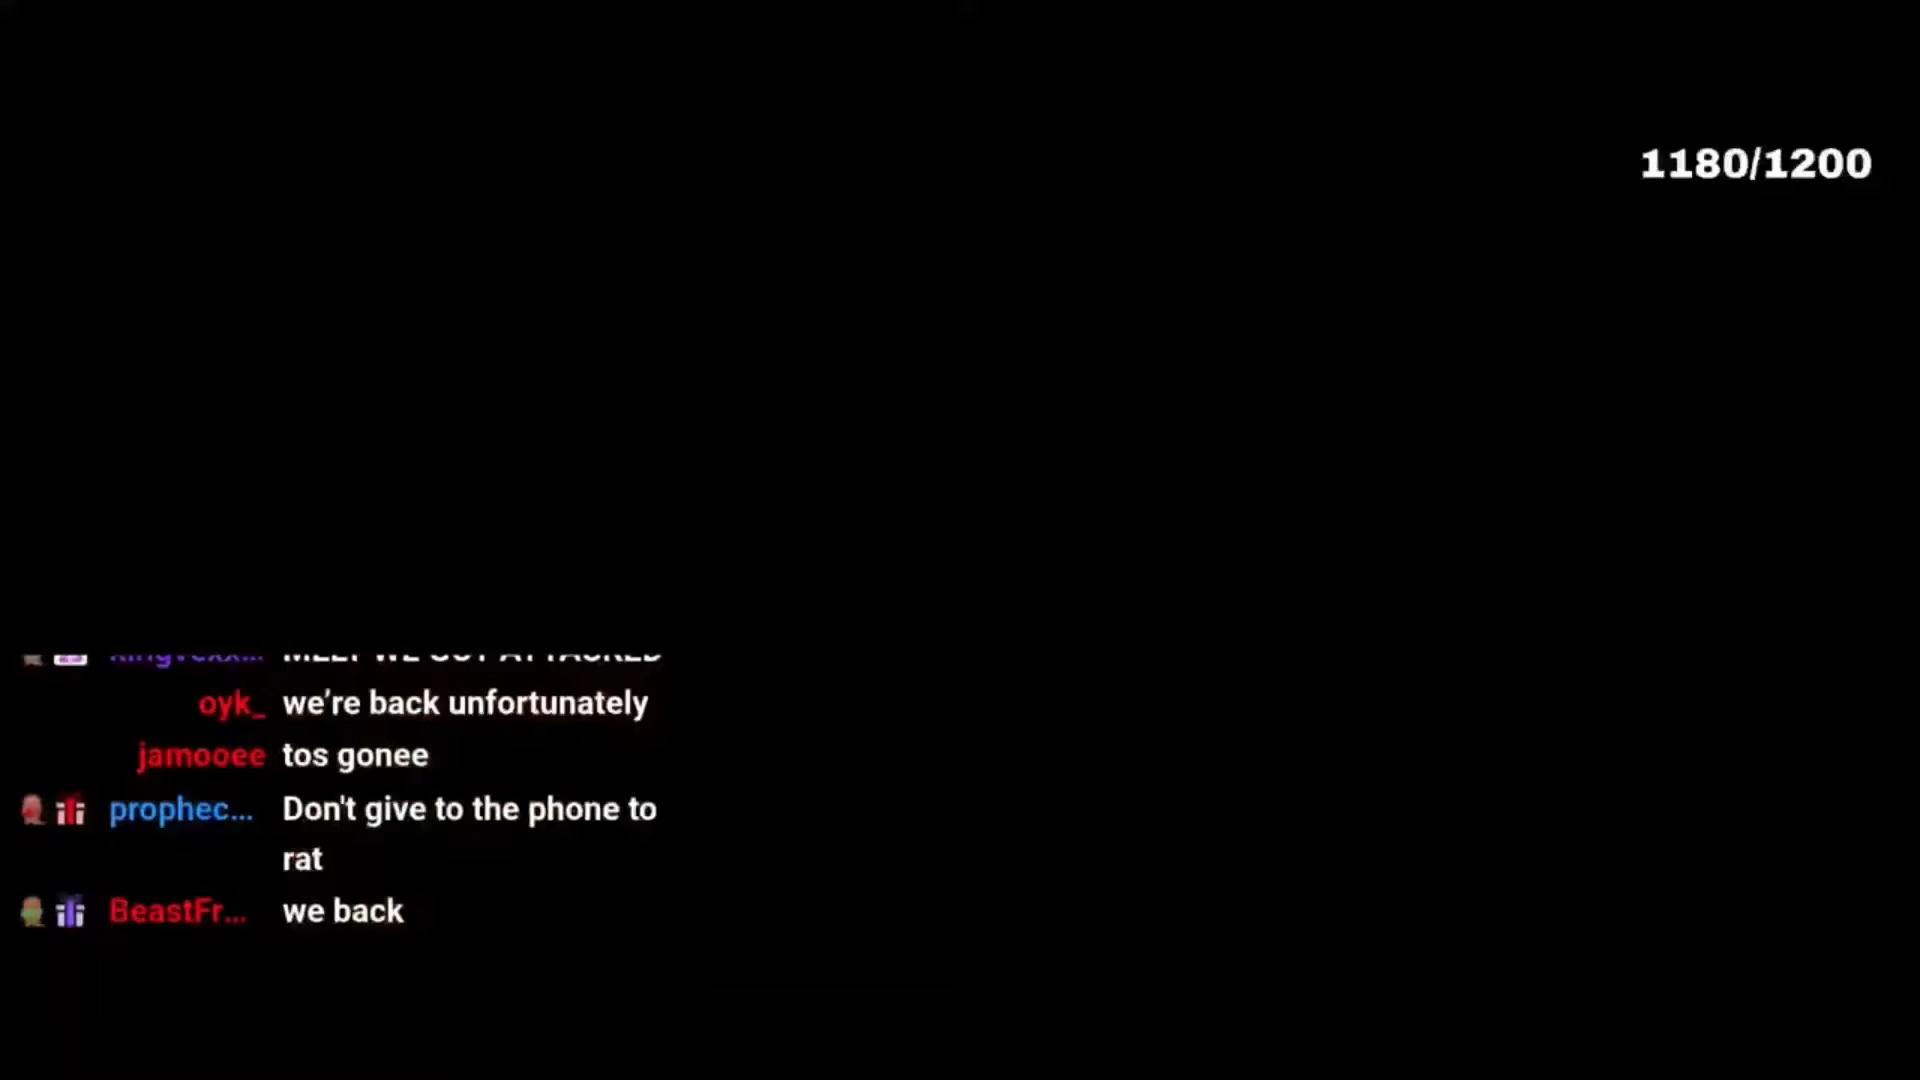 1180/1200
oyk_ we’re back unfortunately
jamooee tos gonee
prophec... Don't give to the phone to
rat
BeastFr... we back